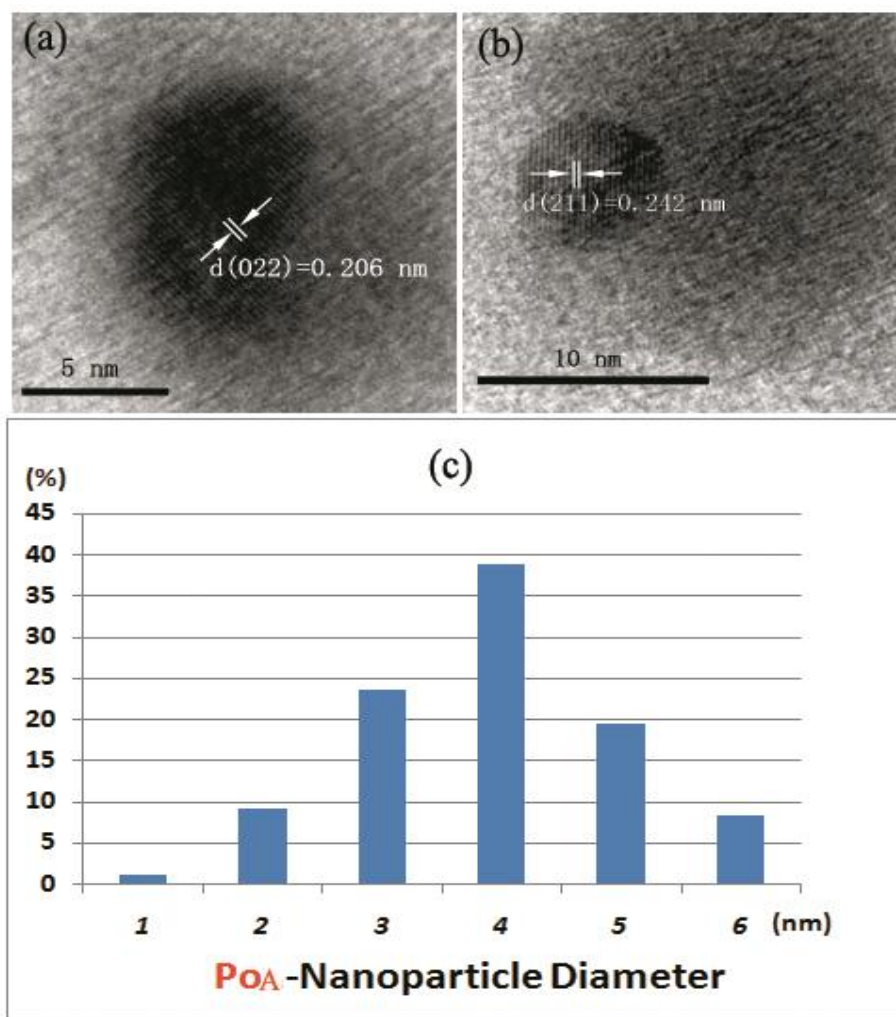 (a)
d(022)=0.206 nm
5 nm
(b)
d(211)=0.242 nm
10 nm
(c)
(%)
45
40
35
30
25
20
15
10
5
0
1 2 3 4 5 6 (nm)
PoA-Nanoparticle Diameter